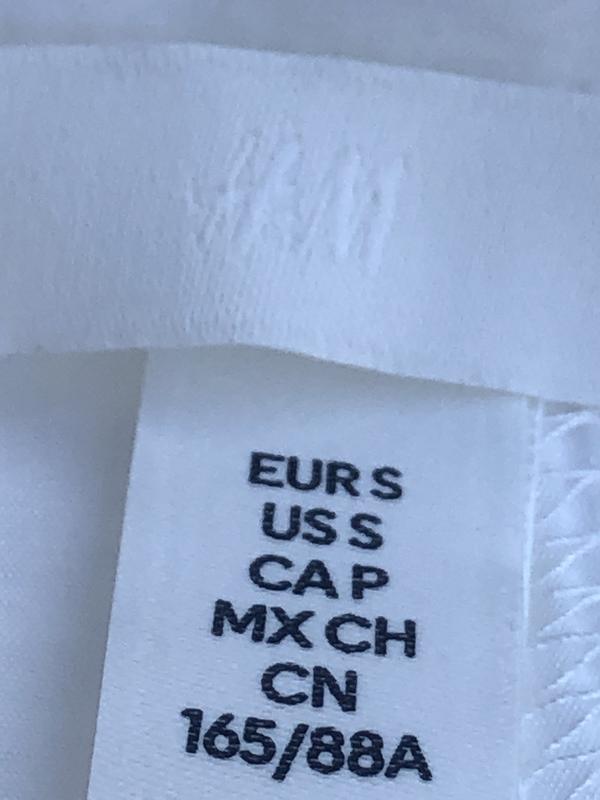 H&M
EUR S
US S
CA P
MX CH
CN
165/88A